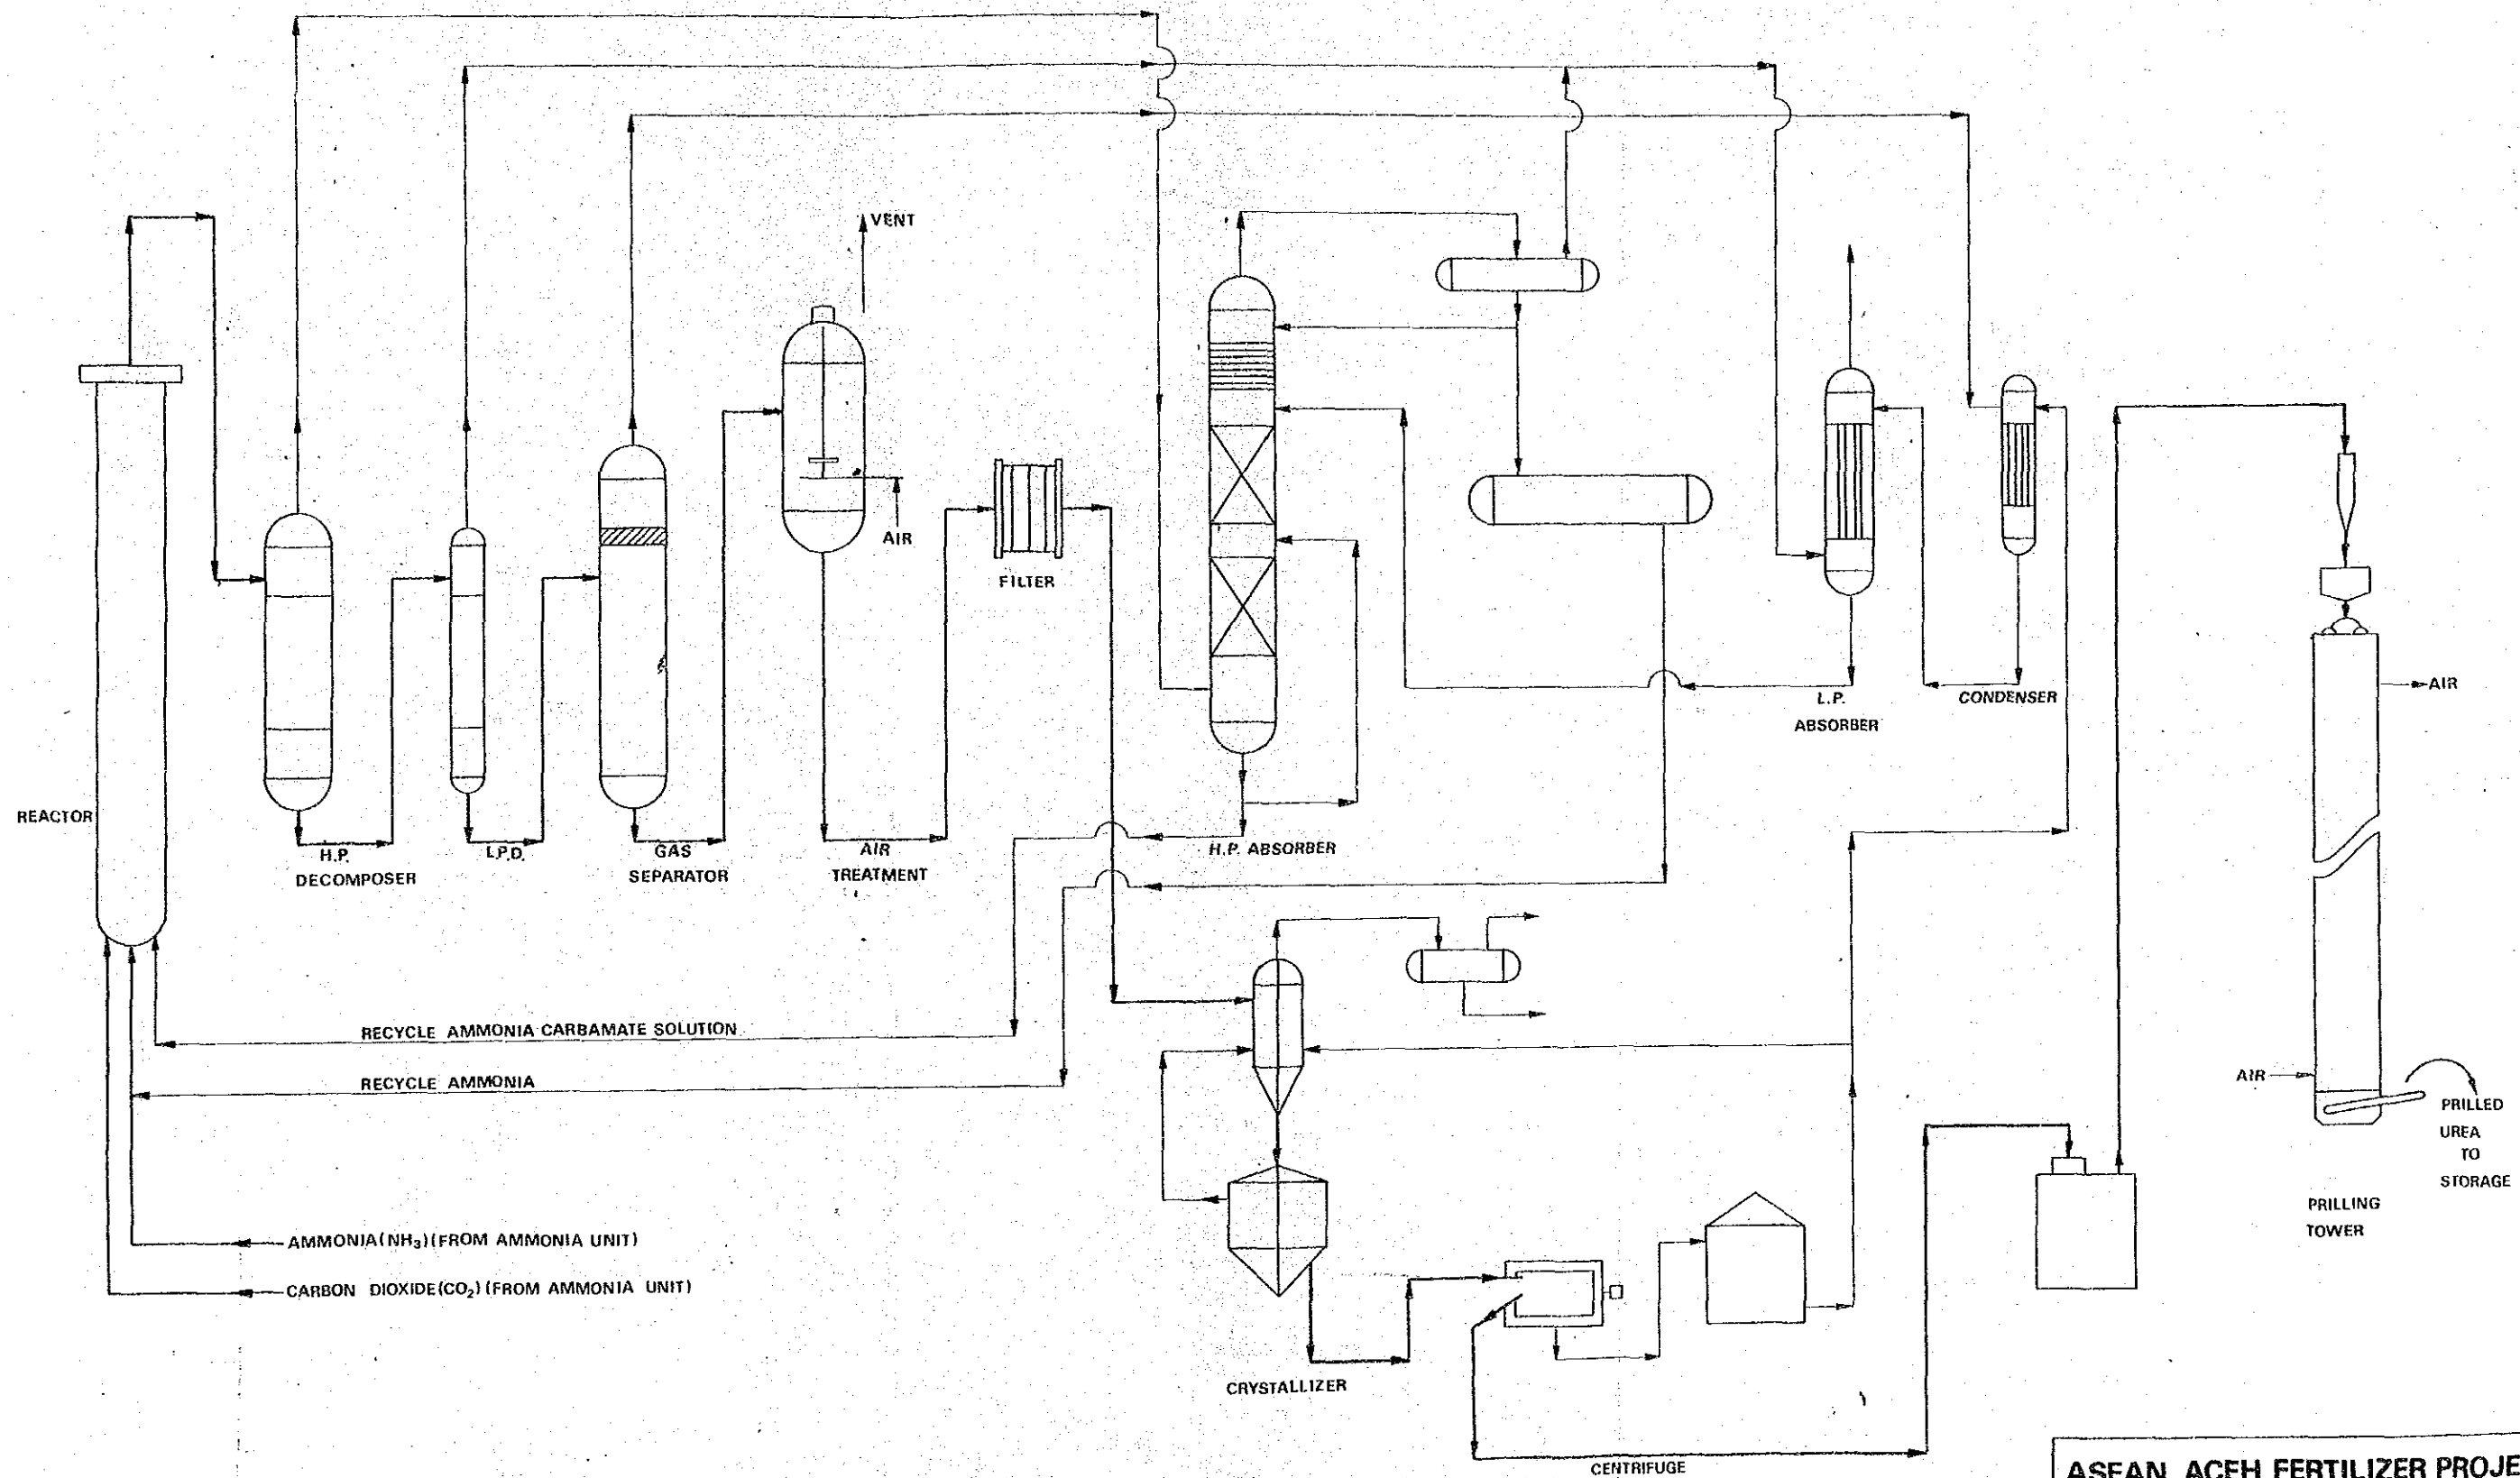 VENT
AIR
FILTER
REACTOR
H.P.
DECOMPOSER
L.P.D.
GAS
SEPARATOR
AIR
TREATMENT
H.P. ABSORBER
L.P.
ABSORBER
CONDENSER
AIR
RECYCLE AMMONIA CARBAMATE SOLUTION
RECYCLE AMMONIA
AIR
PRILLED
UREA
TO
STORAGE
PRILLING
TOWER
AMMONIA(NH₃)(FROM AMMONIA UNIT)
CARBON DIOXIDE(CO₂)(FROM AMMONIA UNIT)
CRYSTALLIZER
CENTRIFUGE
ASEAN ACEH FERTILIZER PROJE